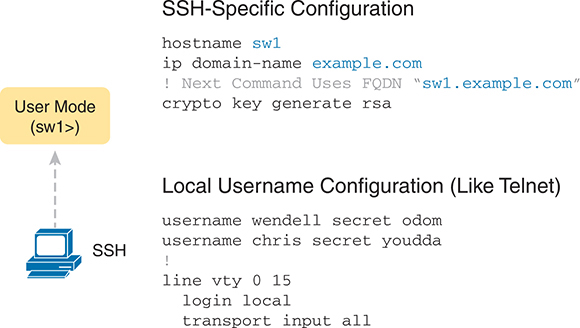 SSH-Specific Configuration
hostname sw1
ip domain-name example.com
! Next Command Uses FQDN “sw1.example.com”
crypto key generate rsa
User Mode
(sw1>)
SSH
Local Username Configuration (Like Telnet)
username wendell secret odom
username chris secret youdda
!
line vty 0 15
  login local
  transport input all